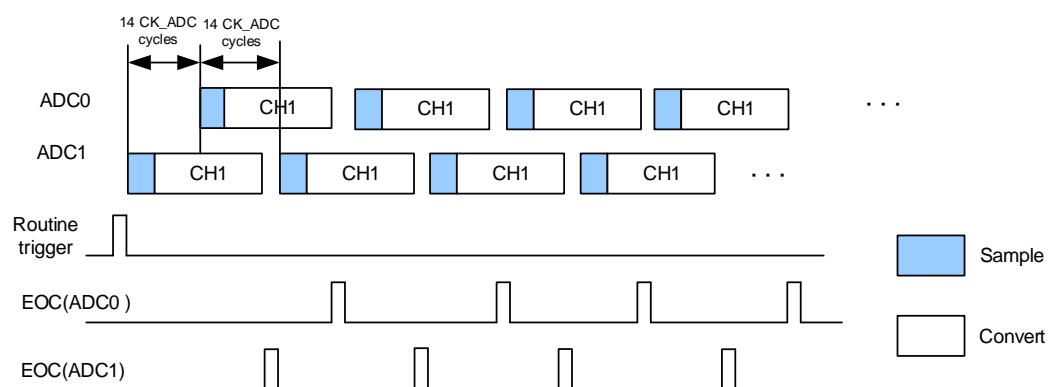 14 CK_ADC cycles
14 CK_ADC cycles
ADC0
CH1 CH1 CH1 CH1 . . .
ADC1
CH1 CH1 CH1 CH1 . . .
Routine
trigger
Sample
EOC(ADC0 )
Convert
EOC(ADC1)